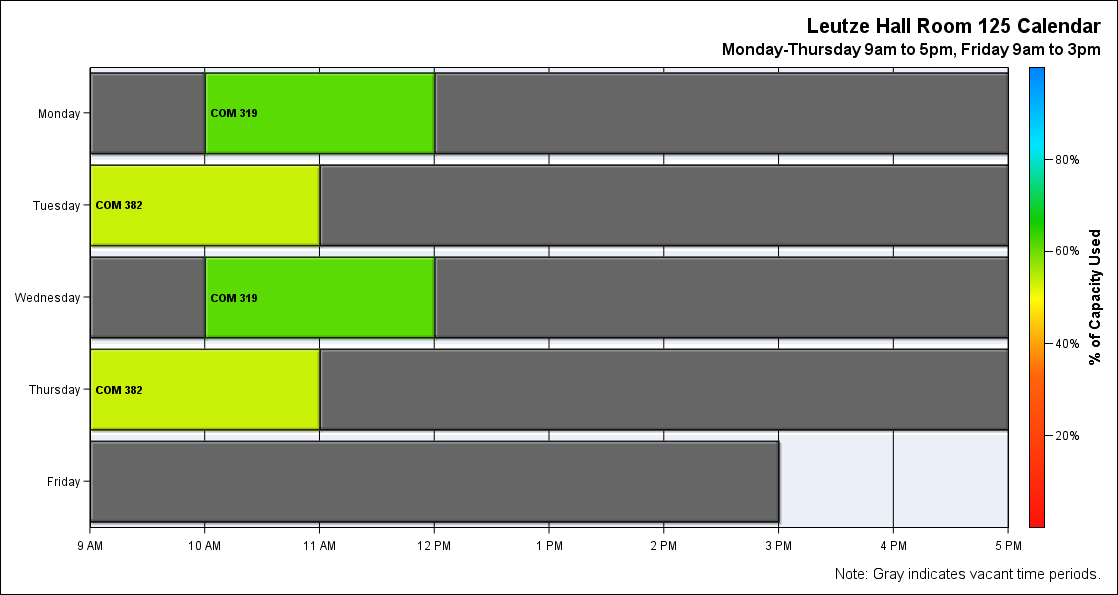 Leutze Hall Room 125 Calendar
Monday-Thursday 9am to 5pm, Friday 9am to 3pm
Monday
COM 319
Tuesday
COM 382
Wednesday
COM 319
Thursday
COM 382
Friday
9 AM 10 AM 11 AM 12 PM 1 PM 2 PM 3 PM 4 PM 5 PM
80%
60%
40%
20%
% of Capacity Used
Note: Gray indicates vacant time periods.